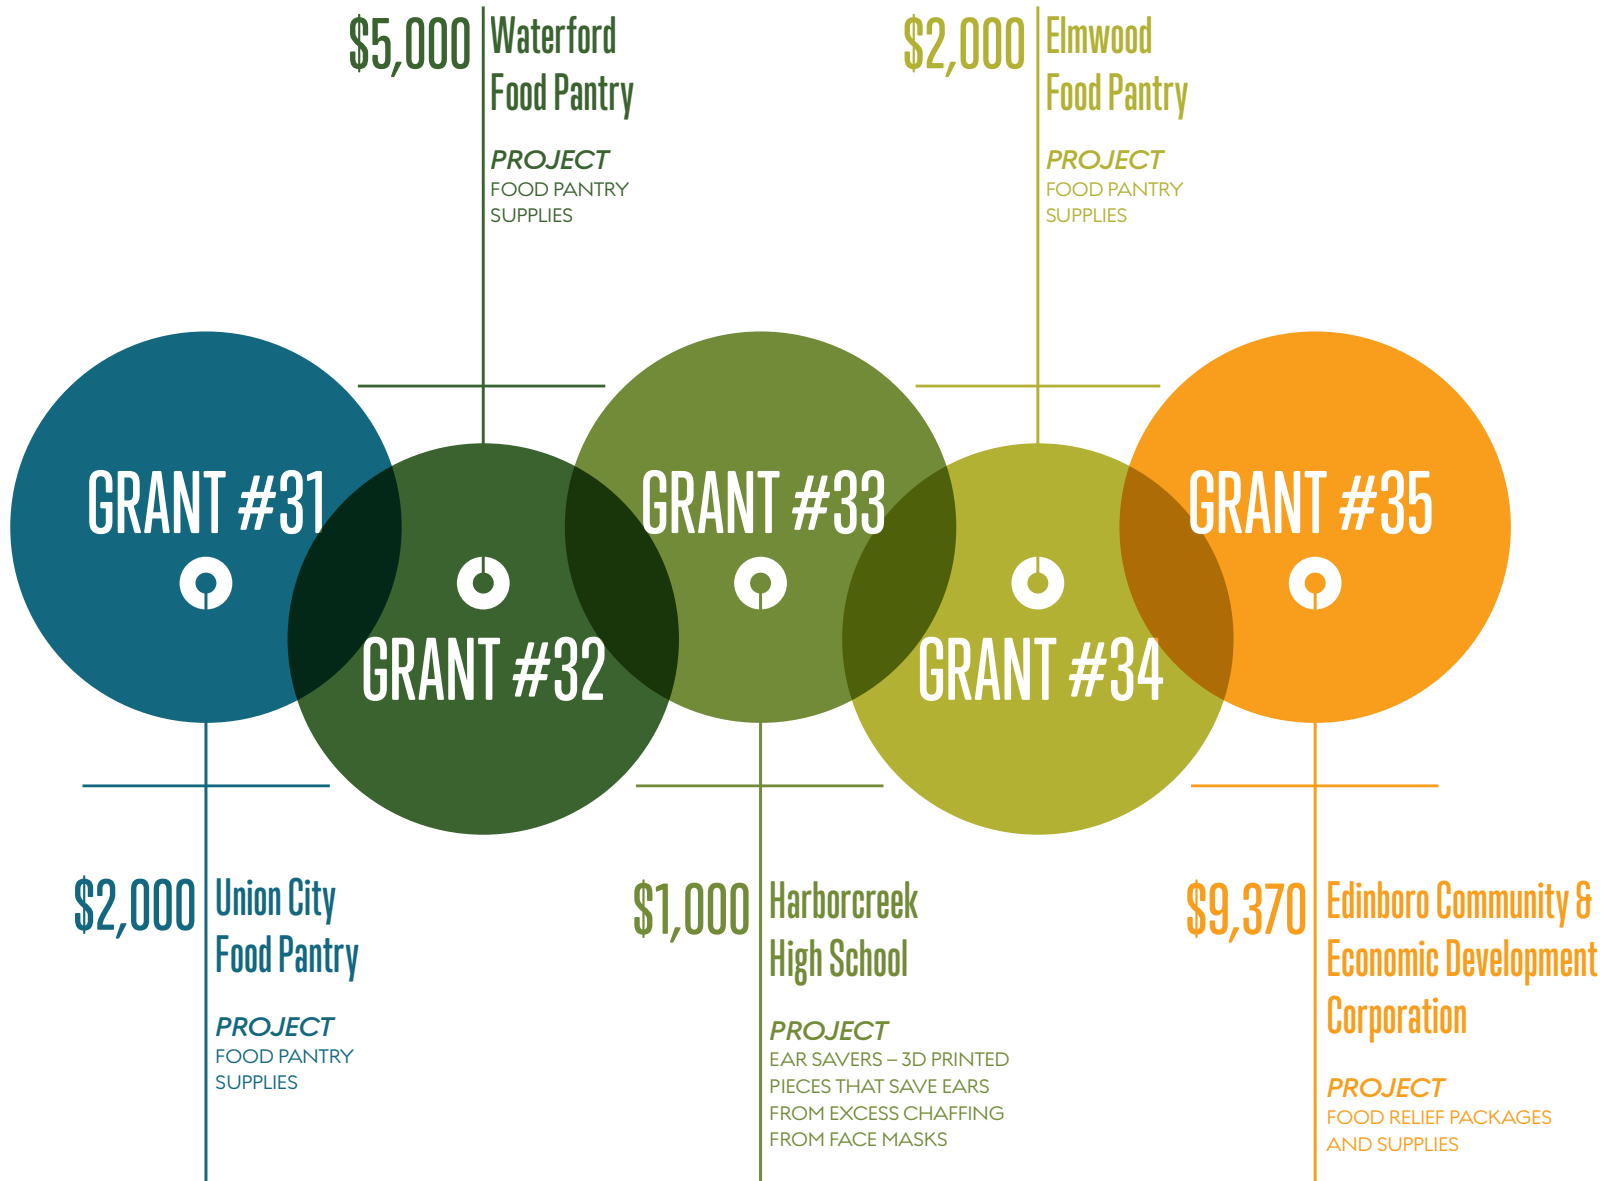 $5,000
Waterford
Food Pantry
PROJECT
FOOD PANTRY
SUPPLIES
$2,000
Elmwood
Food Pantry
PROJECT
FOOD PANTRY
SUPPLIES
GRANT #31
GRANT #32
GRANT #33
GRANT #34
GRANT #35
$2,000
Union City
Food Pantry
PROJECT
FOOD PANTRY
SUPPLIES
$1,000
Harborcreek
High School
PROJECT
EAR SAVERS – 3D PRINTED
PIECES THAT SAVE EARS
FROM EXCESS CHAFFING
FROM FACE MASKS
$9,370
Edinboro Community &
Economic Development
Corporation
PROJECT
FOOD RELIEF PACKAGES
AND SUPPLIES